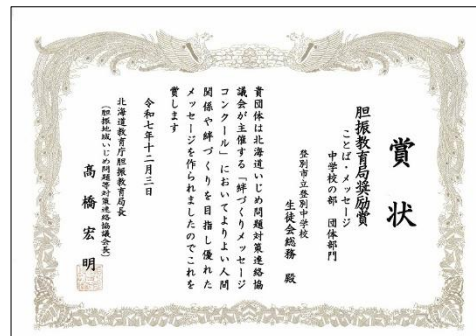 賞状
胆振教育局奨励賞
ことば・メッセージ
中学校の部　団体部門
登別市立登別中学校
生徒会総務　殿
貴団体は北海道いじめ問題対策連絡協
議会が主催する「絆づくりメッセージ
コンクール」においてよりよい人間
関係や絆づくりを目指し優れた
メッセージを作られましたのでこれを
賞します
令和七年十二月三日
北海道教育庁胆振教育局長
（胆振地域いじめ問題等対策連絡協議会長）
髙橋宏明